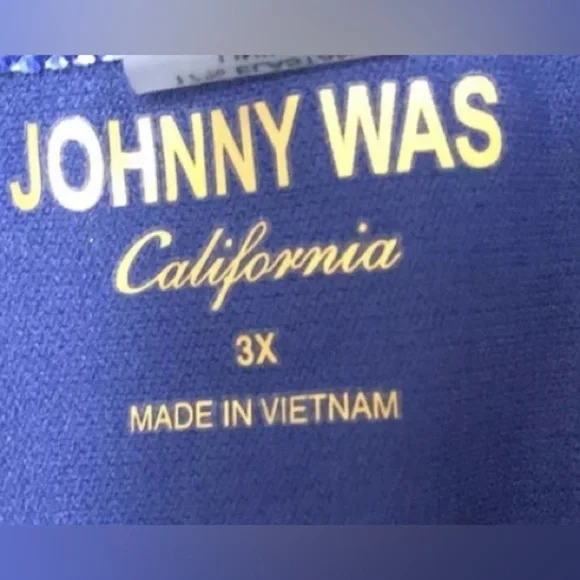 JOHNNY WAS
California
3X
MADE IN VIETNAM